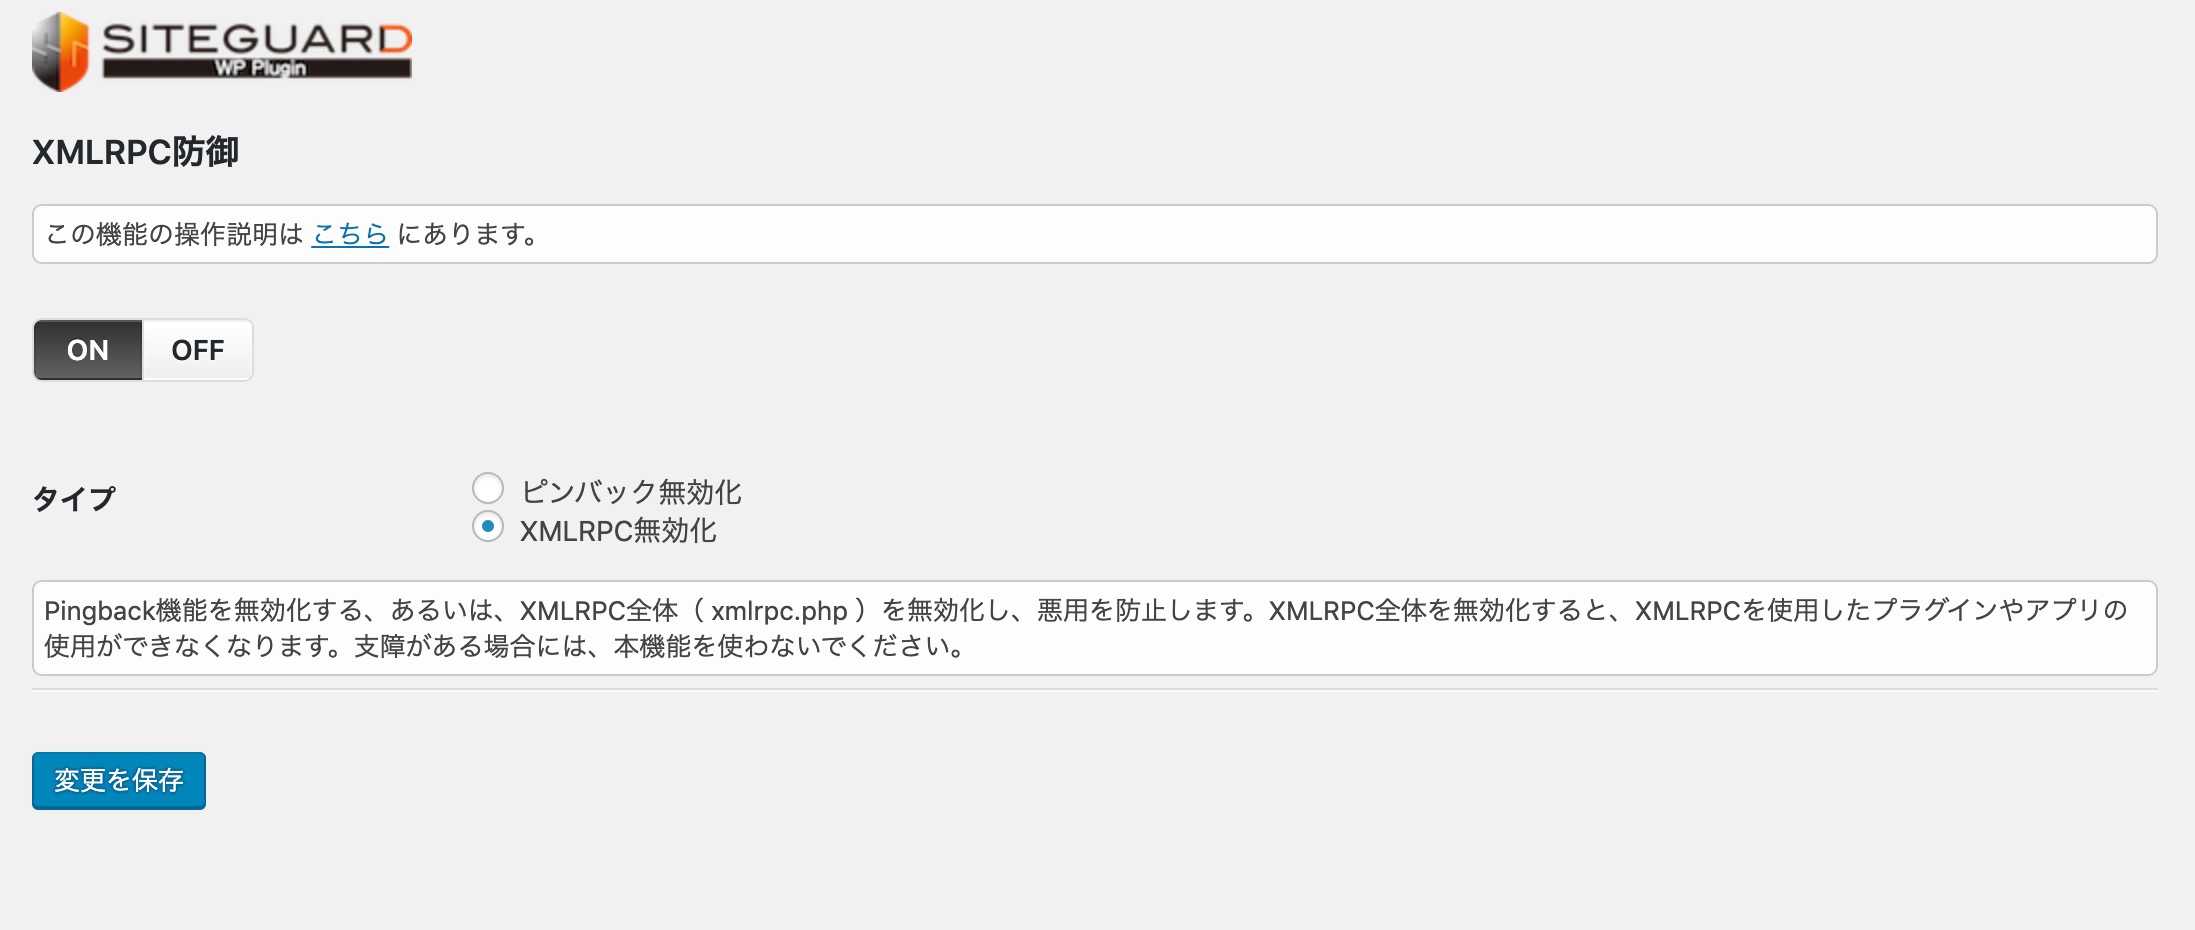 SITEGUARD
WP Plugin
XMLRPC防御
この機能の操作説明は こちら にあります。
ON OFF
タイプ
ピンバック無効化
XMLRPC無効化
Pingback機能を無効化する、あるいは、XMLRPC全体（ xmlrpc.php ）を無効化し、悪用を防止します。XMLRPC全体を無効化すると、XMLRPCを使用したプラグインやアプリの
使用ができなくなります。支障がある場合には、本機能を使わないでください。
変更を保存